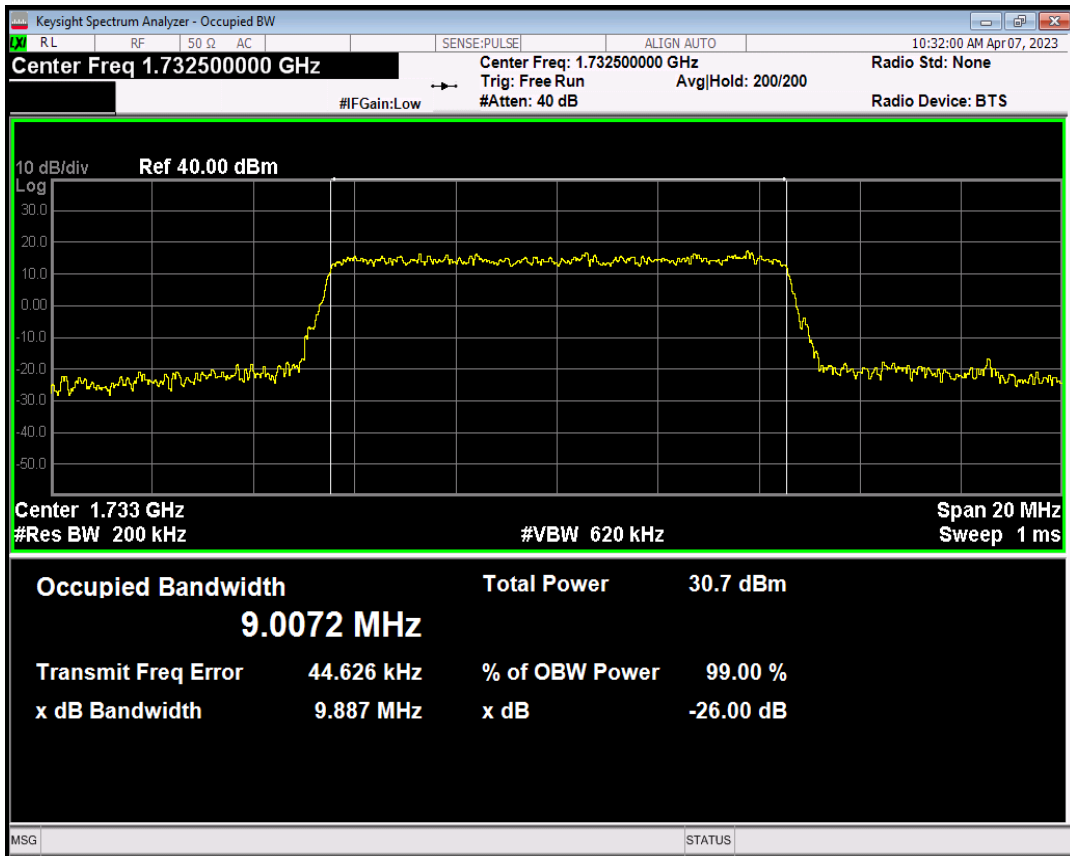 Keysight Spectrum Analyzer - Occupied BW
LXI RL RF 50 Ω AC SENSE:PULSE ALIGN AUTO 10:32:00 AM Apr 07, 2023
Center Freq 1.732500000 GHz
Center Freq: 1.732500000 GHz
Radio Std: None
Trig: Free Run Avg|Hold: 200/200
#IFGain:Low #Atten: 40 dB Radio Device: BTS
10 dB/div Ref 40.00 dBm
Log
30.0
20.0
10.0
0.00
-10.0
-20.0
-30.0
-40.0
-50.0
Center 1.733 GHz Span 20 MHz
#Res BW 200 kHz #VBW 620 kHz Sweep 1 ms
Occupied Bandwidth Total Power 30.7 dBm
9.0072 MHz
Transmit Freq Error 44.626 kHz % of OBW Power 99.00 %
x dB Bandwidth 9.887 MHz x dB -26.00 dB
MSG STATUS